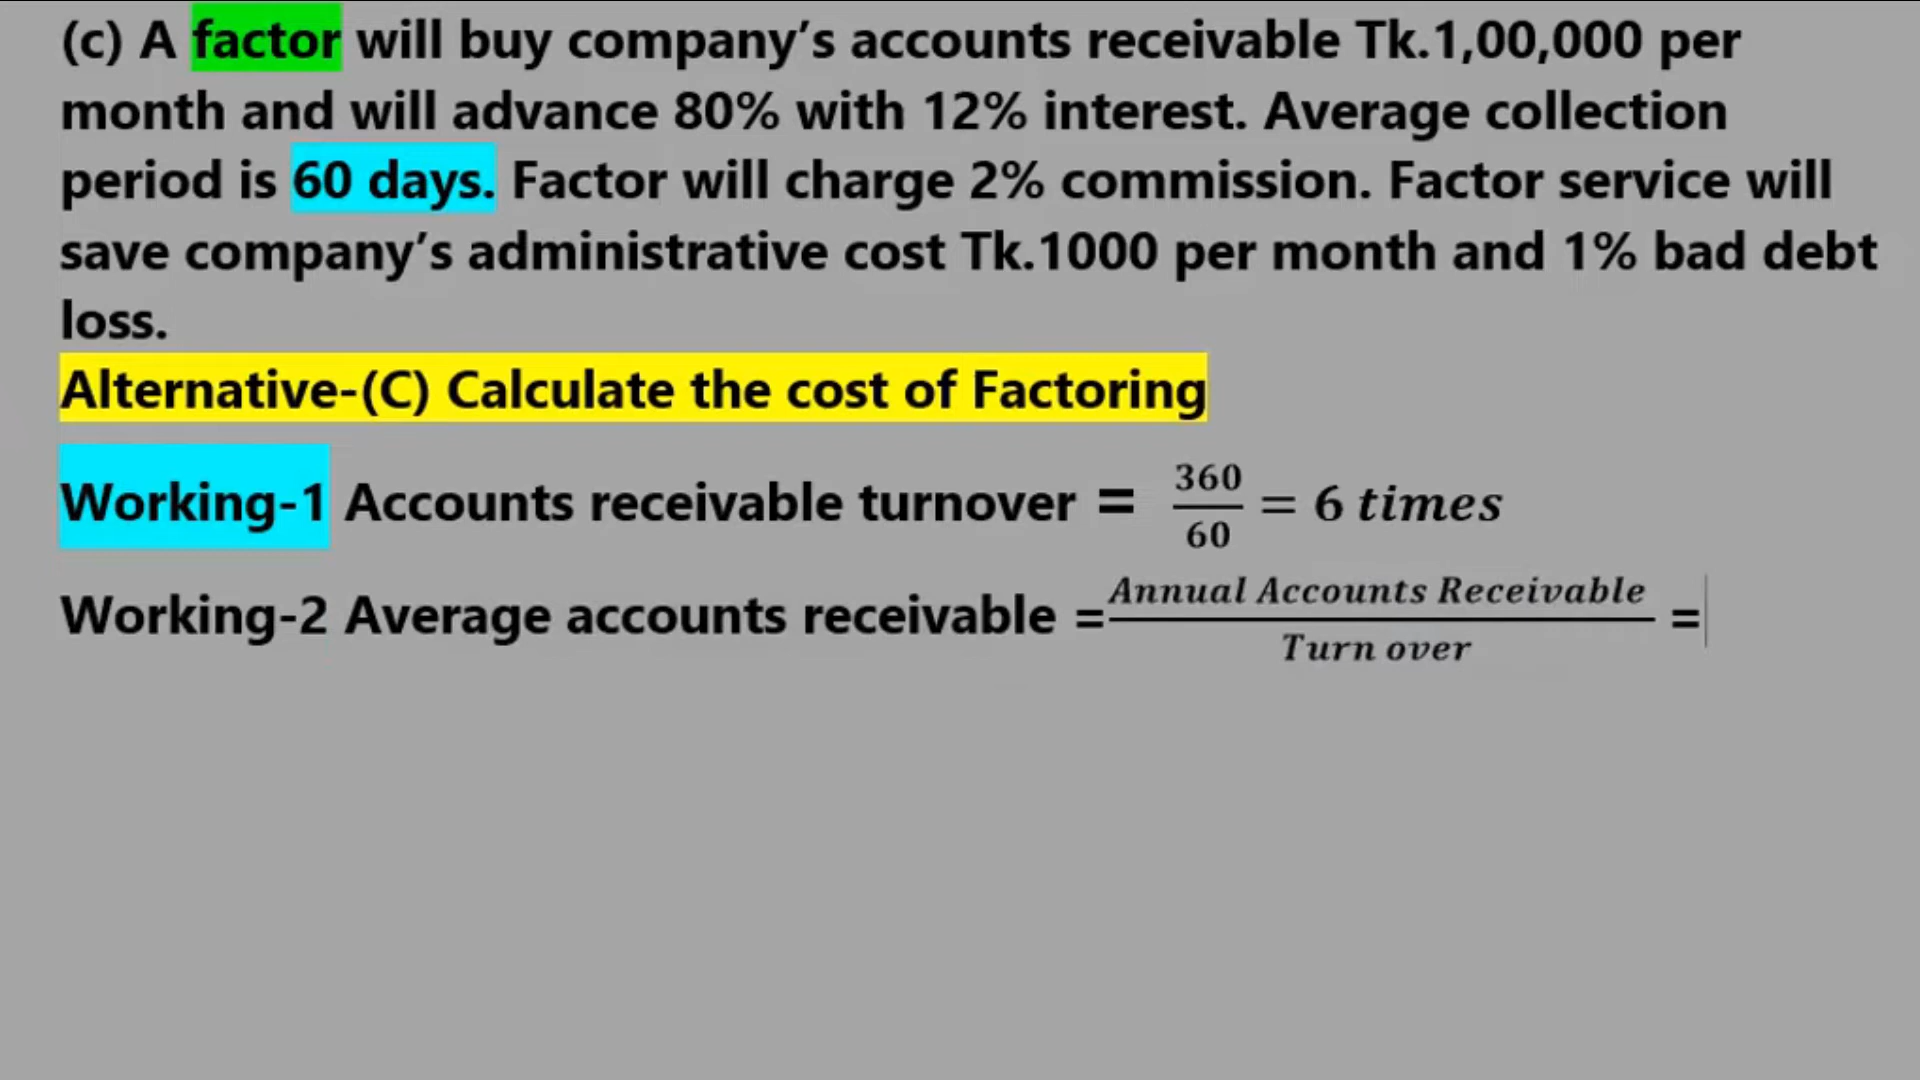 (c) A factor will buy company’s accounts receivable Tk.1,00,000 per
month and will advance 80% with 12% interest. Average collection
period is 60 days. Factor will charge 2% commission. Factor service will
save company’s administrative cost Tk.1000 per month and 1% bad debt
loss.
Alternative-(C) Calculate the cost of Factoring
Working-1 Accounts receivable turnover = 360/60 = 6 times
Working-2 Average accounts receivable = Annual Accounts Receivable/Turn over =